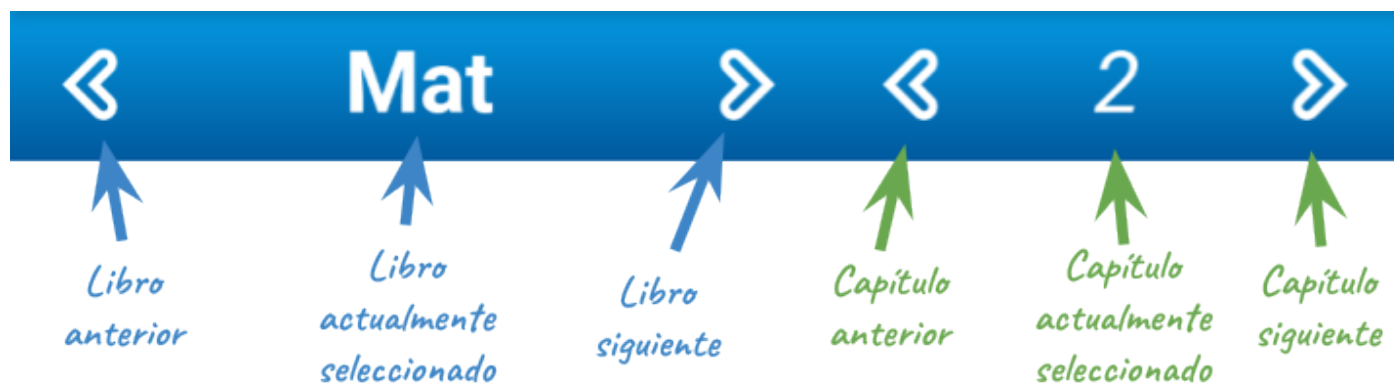 Mat
2
Libro
anterior
Libro
actualmente
seleccionado
Libro
siguiente
Capítulo
anterior
Capítulo
actualmente
seleccionado
Capítulo
siguiente